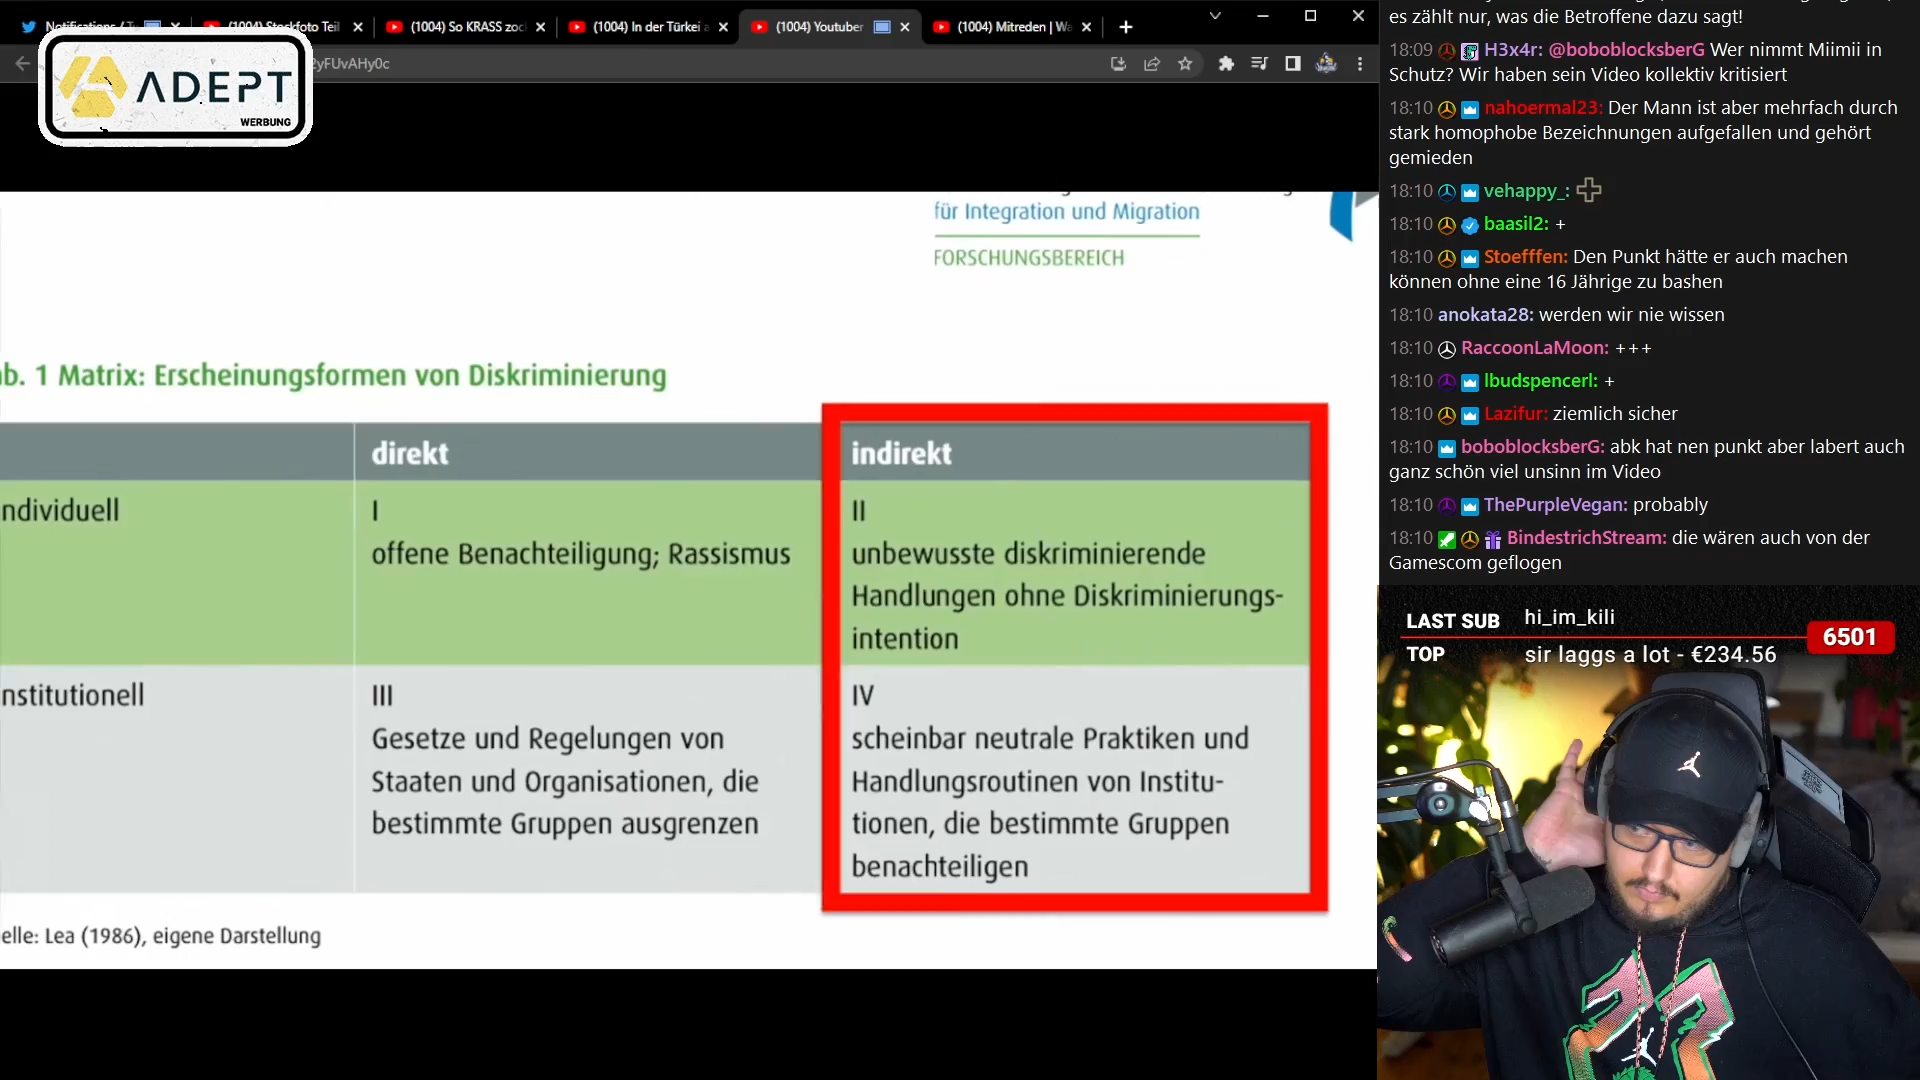 Notifications / T
(1004) Stockfoto Teil
(1004) So KRASS zoc
(1004) In der Türkei a
(1004) Youtuber
(1004) Mitreden | Wa
2yFUvAHy0c
ADEPT
WERBUNG
für Integration und Migration
FORSCHUNGSBEREICH
ab. 1 Matrix: Erscheinungsformen von Diskriminierung
direkt
indirekt
ndividuell
I
offene Benachteiligung; Rassismus
II
unbewusste diskriminierende
Handlungen ohne Diskriminierungs-
intention
nstitutionell
III
Gesetze und Regelungen von
Staaten und Organisationen, die
bestimmte Gruppen ausgrenzen
IV
scheinbar neutrale Praktiken und
Handlungsroutinen von Institu-
tionen, die bestimmte Gruppen
benachteiligen
elle: Lea (1986), eigene Darstellung
es zählt nur, was die Betroffene dazu sagt!
18:09 H3x4r: @boboblocksberG Wer nimmt Miimii in
Schutz? Wir haben sein Video kollektiv kritisiert
18:10 nahoermal23: Der Mann ist aber mehrfach durch
stark homophobe Bezeichnungen aufgefallen und gehört
gemieden
18:10 vehappy_:
18:10 baasil2: +
18:10 Stoefffen: Den Punkt hätte er auch machen
können ohne eine 16 Jährige zu bashen
18:10 anokata28: werden wir nie wissen
18:10 RaccoonLaMoon: +++
18:10 lbudspencerl: +
18:10 Lazifur: ziemlich sicher
18:10 boboblocksberG: abk hat nen punkt aber labert auch
ganz schön viel unsinn im Video
18:10 ThePurpleVegan: probably
18:10 BindestrichStream: die wären auch von der
Gamescom geflogen
LAST SUB hi_im_kili
TOP sir laggs a lot - €234.56
6501